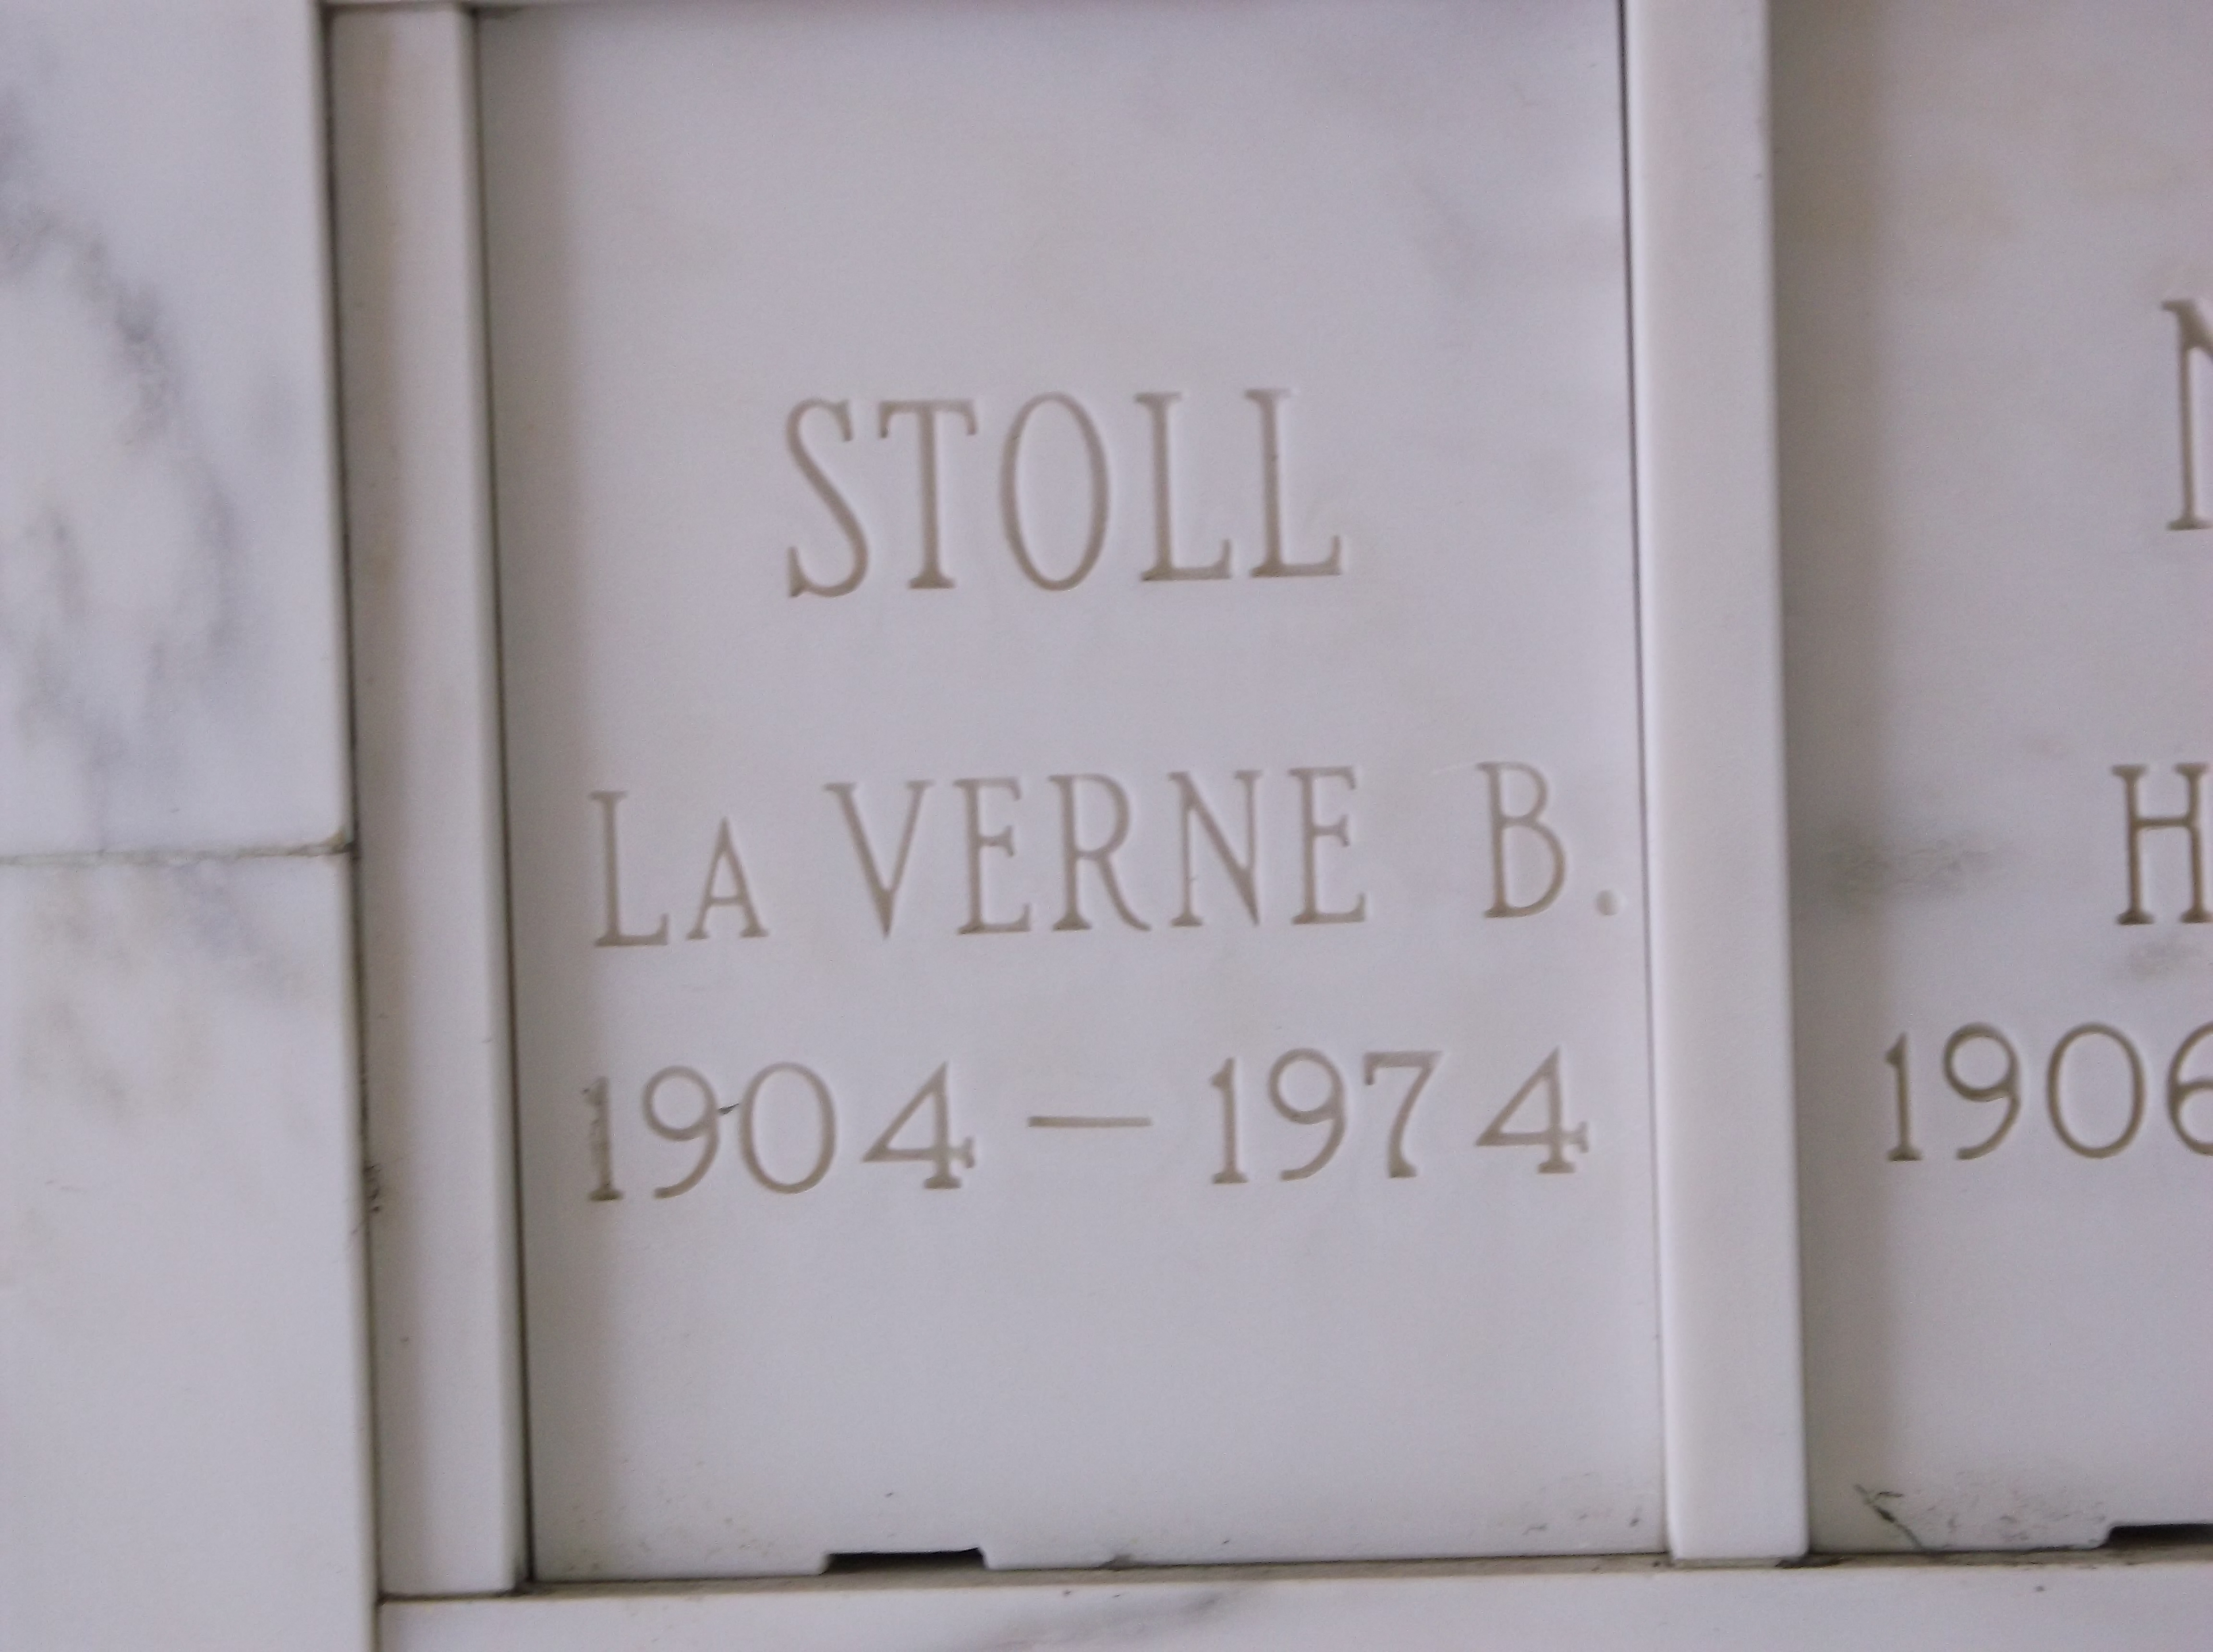 STOLL
LA VERNE B.
1904 — 1974
1906